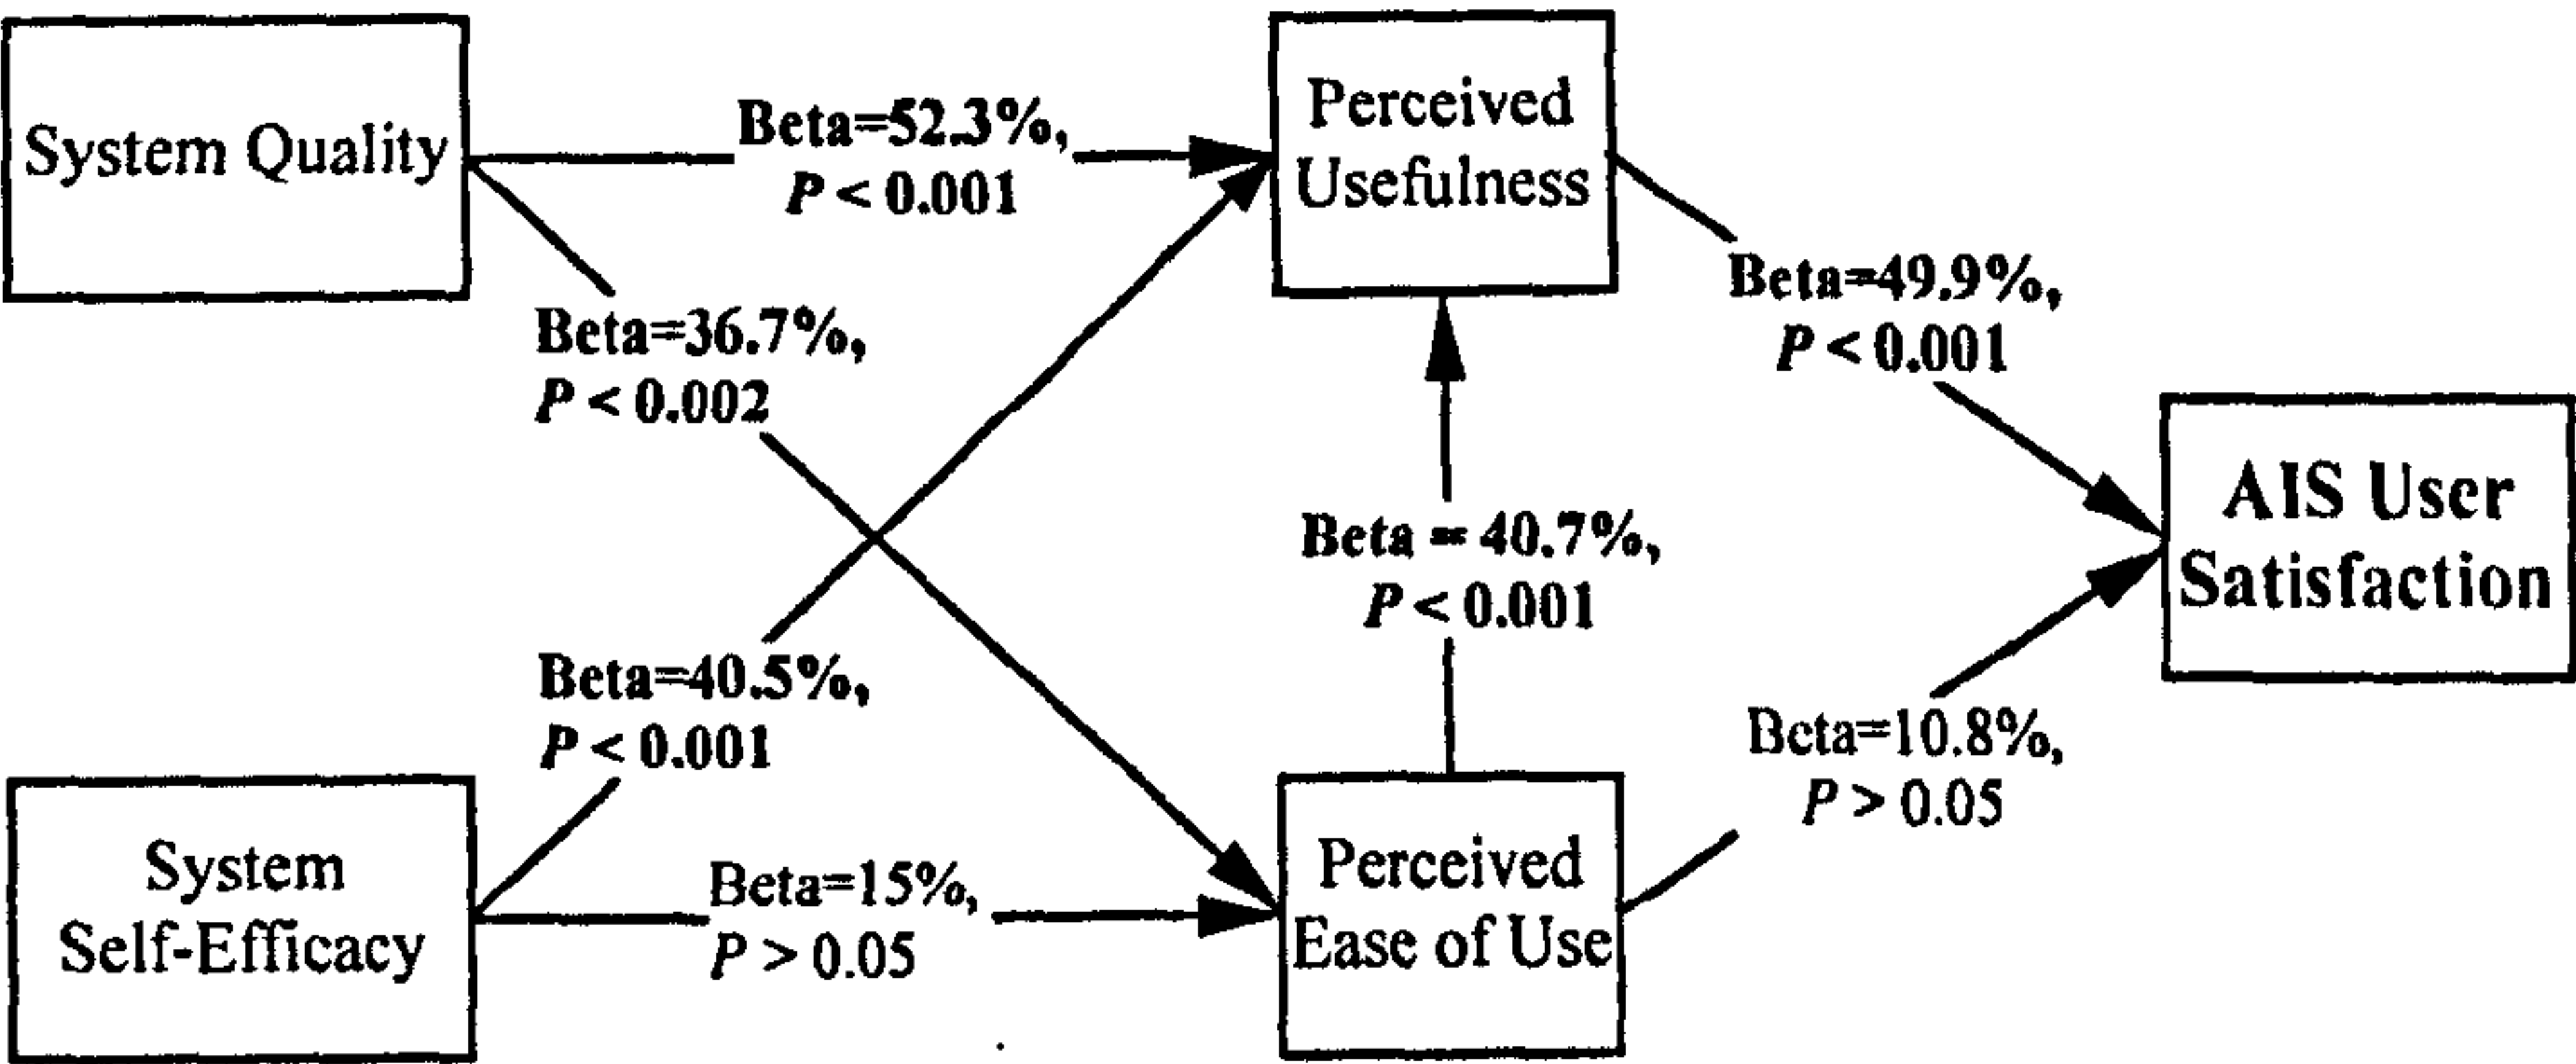 System Quality
Beta=52.3%,
P < 0.001
Perceived
Usefulness
Beta=36.7%,
P < 0.002
Beta=49.9%,
P < 0.001
AIS User
Satisfaction
Beta = 40.7%,
P < 0.001
Beta=40.5%,
P < 0.001
Beta=10.8%,
P > 0.05
System
Self-Efficacy
Beta=15%,
P > 0.05
Perceived
Ease of Use